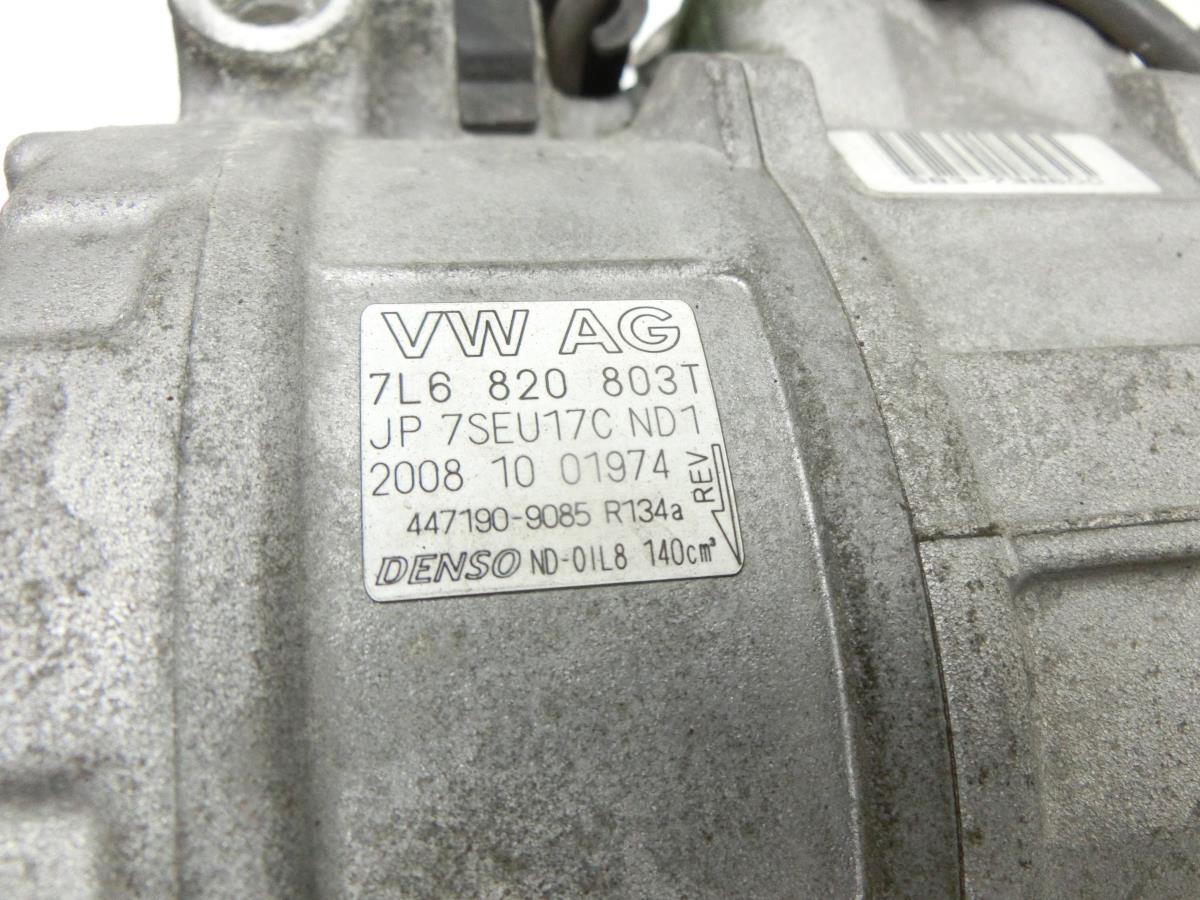 VW AG
7L6 820 803T
JP 7SEU17C ND1
2008 10 01974
REV
447190-9085 R134a
DENSO ND-OIL8 140cm³